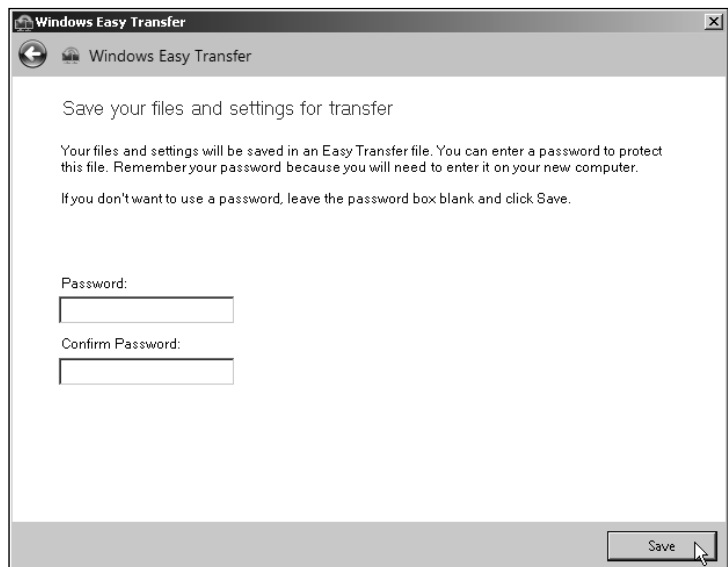 Windows Easy Transfer
Windows Easy Transfer
Save your files and settings for transfer
Your files and settings will be saved in an Easy Transfer file. You can enter a password to protect
this file. Remember your password because you will need to enter it on your new computer.
If you don't want to use a password, leave the password box blank and click Save.
Password:
Confirm Password:
Save